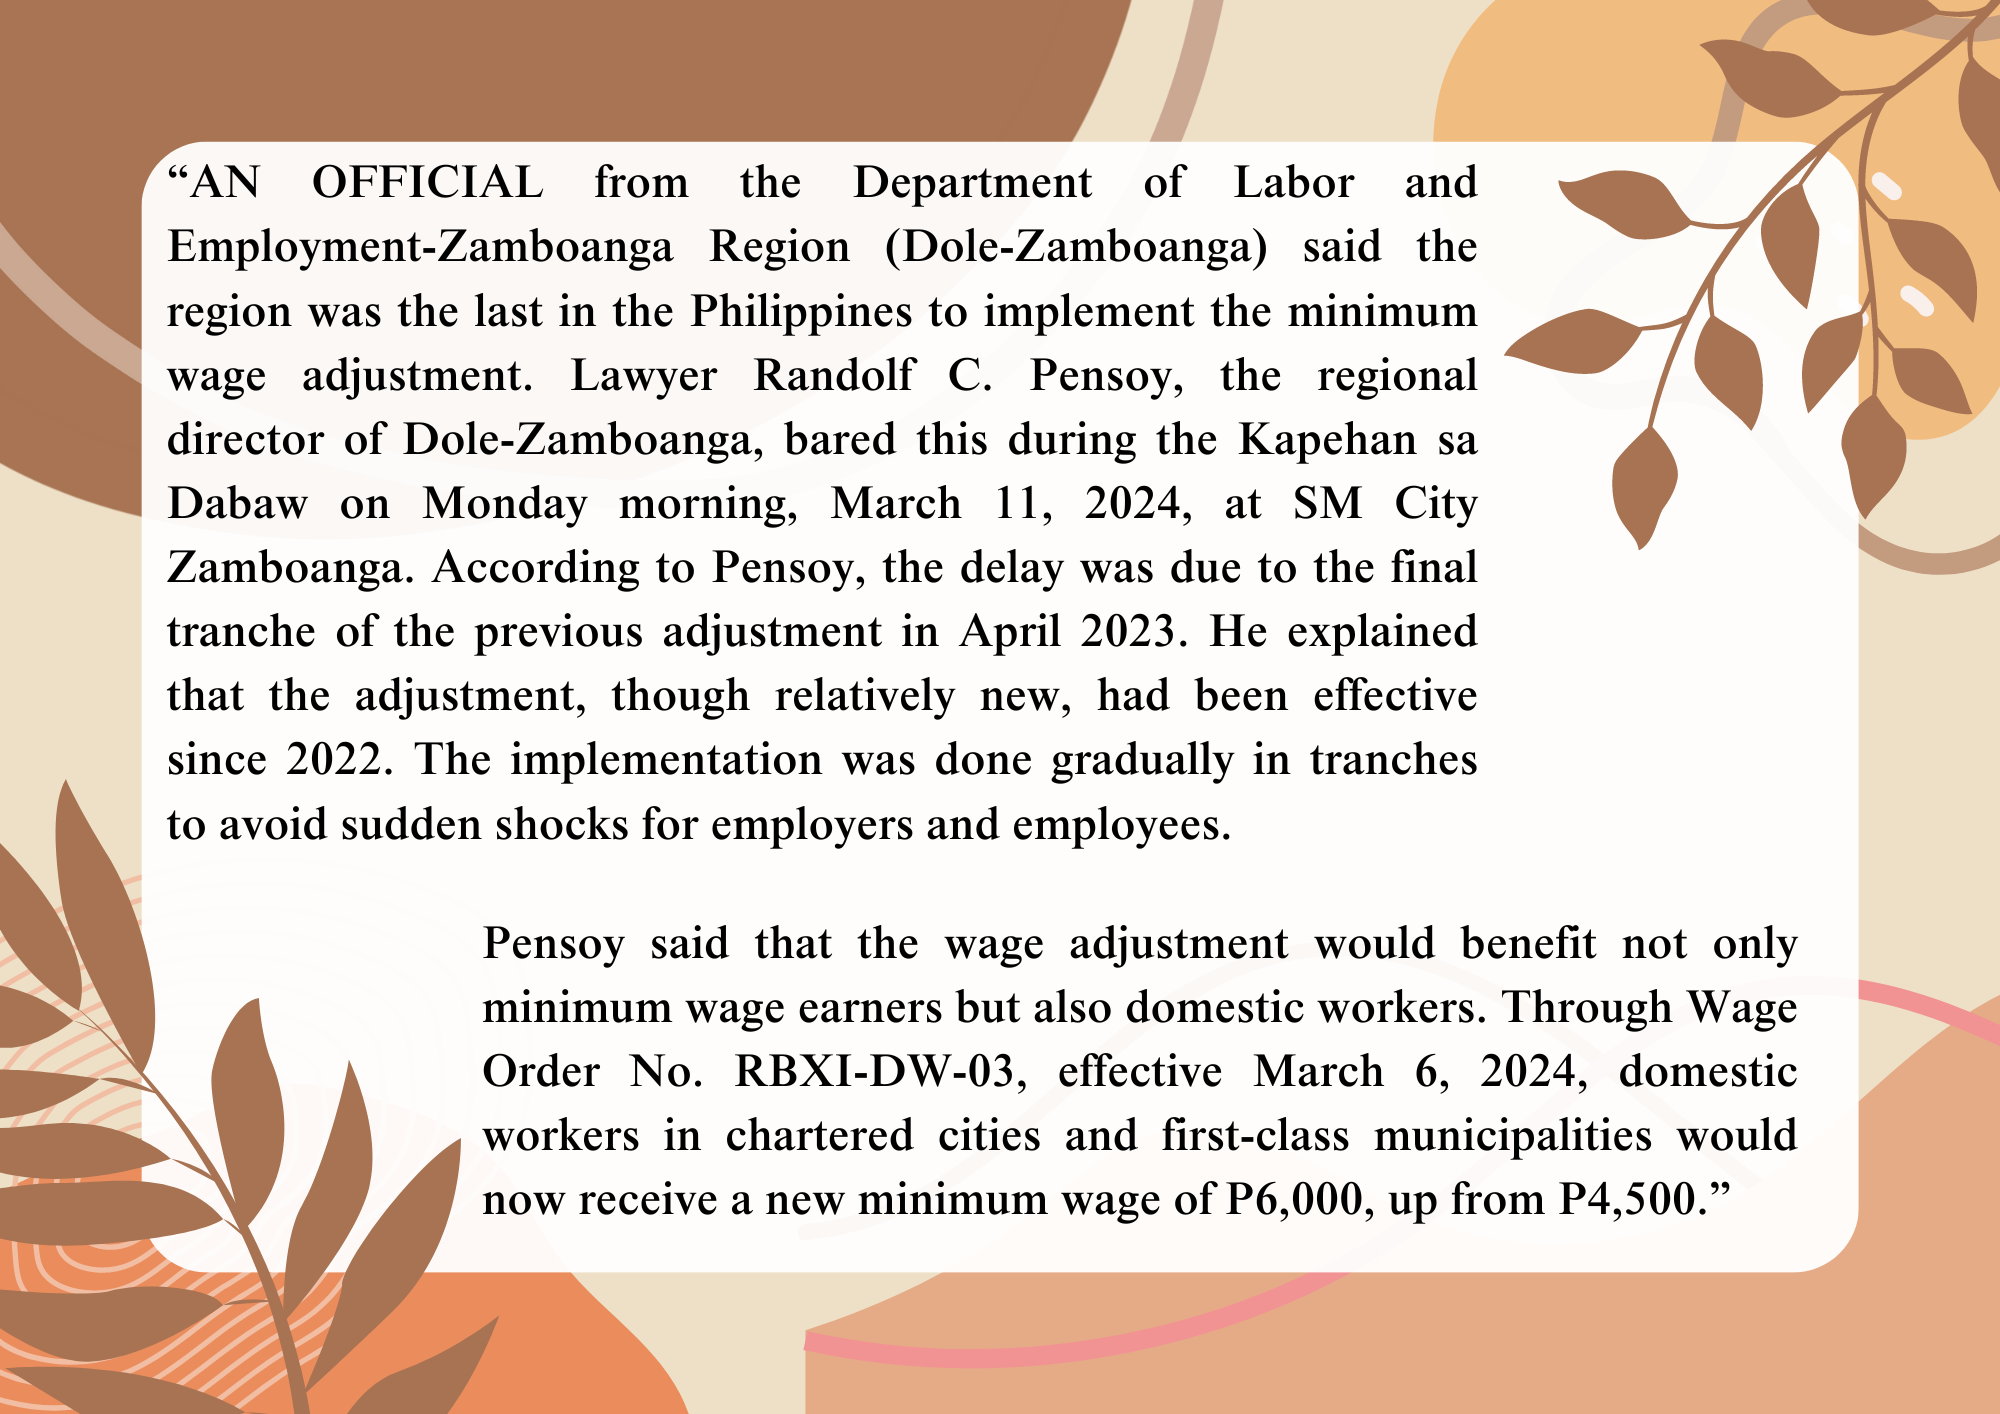 “AN OFFICIAL from the Department of Labor and
Employment-Zamboanga Region (Dole-Zamboanga) said the
region was the last in the Philippines to implement the minimum
wage adjustment. Lawyer Randolf C. Pensoy, the regional
director of Dole-Zamboanga, bared this during the Kapehan sa
Dabaw on Monday morning, March 11, 2024, at SM City
Zamboanga. According to Pensoy, the delay was due to the final
tranche of the previous adjustment in April 2023. He explained
that the adjustment, though relatively new, had been effective
since 2022. The implementation was done gradually in tranches
to avoid sudden shocks for employers and employees.
Pensoy said that the wage adjustment would benefit not only
minimum wage earners but also domestic workers. Through Wage
Order No. RBXI-DW-03, effective March 6, 2024, domestic
workers in chartered cities and first-class municipalities would
now receive a new minimum wage of P6,000, up from P4,500.”